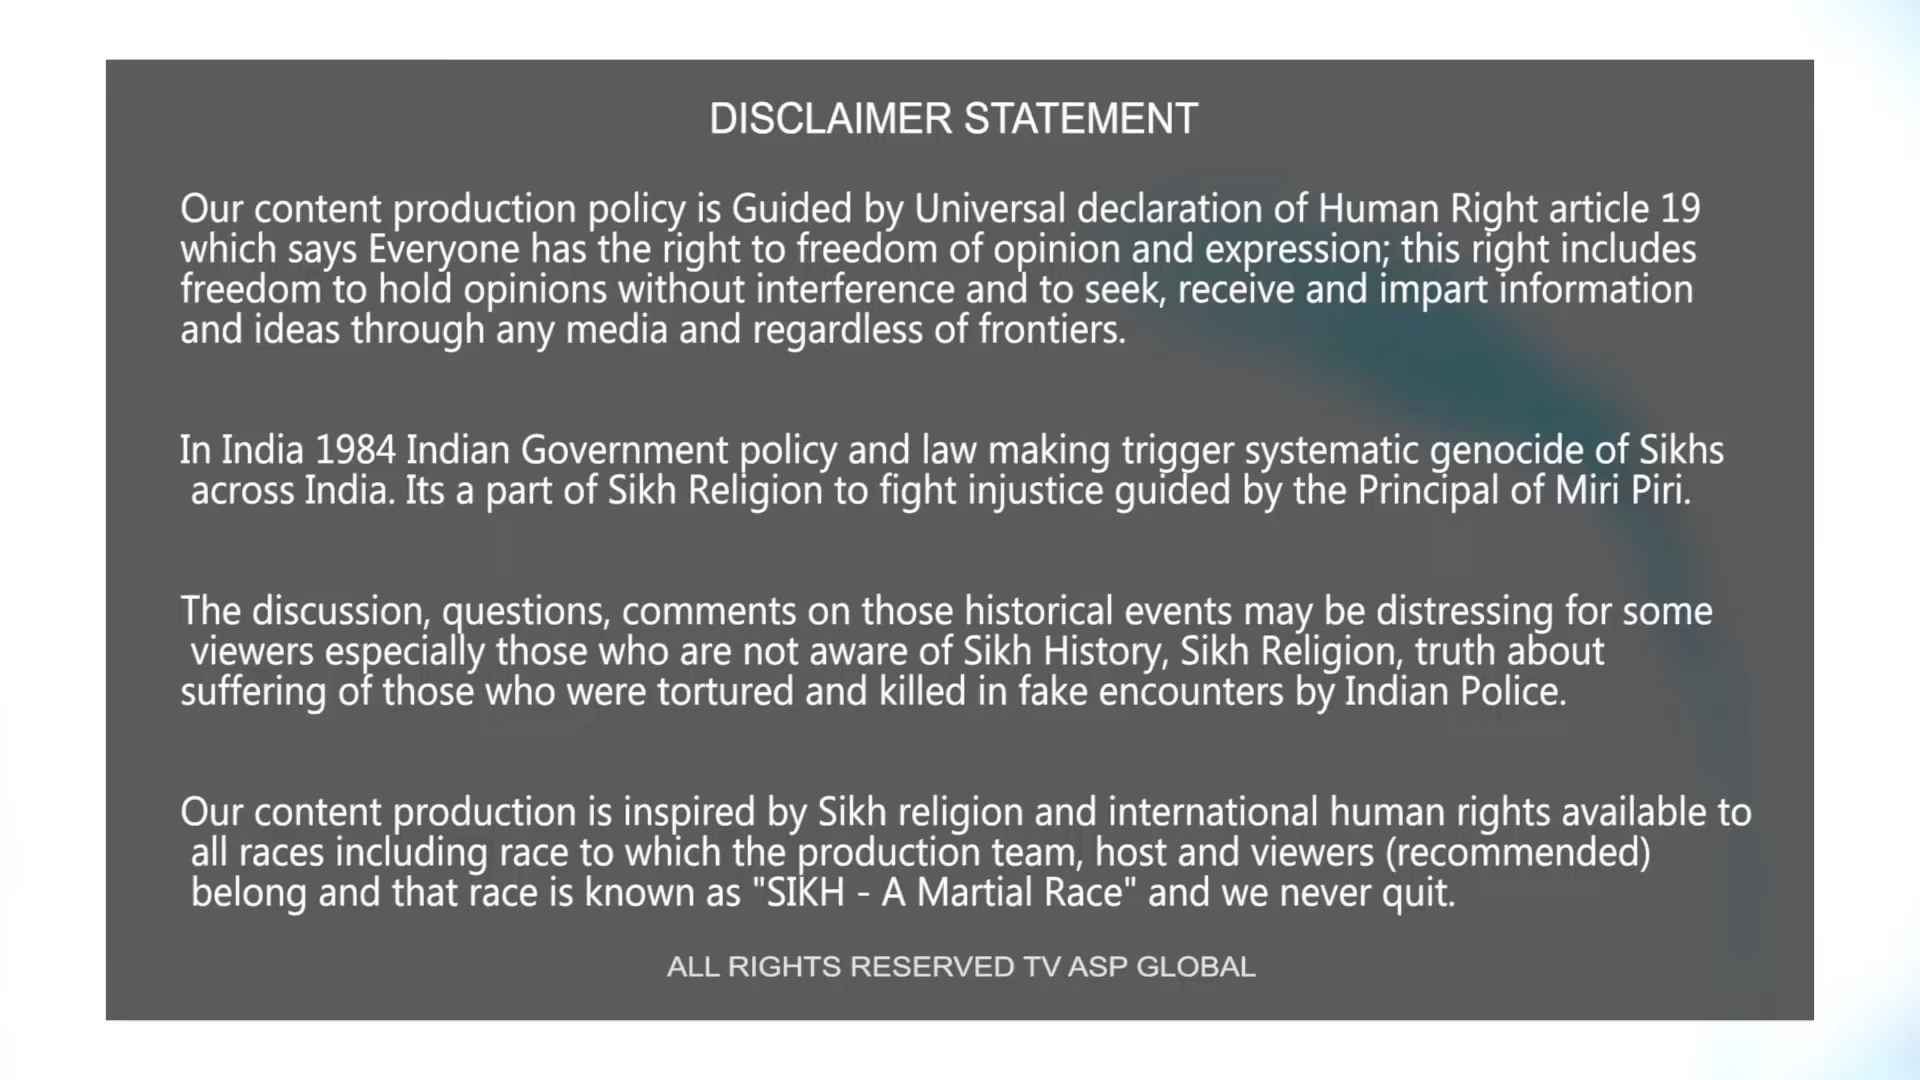 DISCLAIMER STATEMENT
Our content production policy is Guided by Universal declaration of Human Right article 19
which says Everyone has the right to freedom of opinion and expression; this right includes
freedom to hold opinions without interference and to seek, receive and impart information
and ideas through any media and regardless of frontiers.
In India 1984 Indian Government policy and law making trigger systematic genocide of Sikhs
across India. Its a part of Sikh Religion to fight injustice guided by the Principal of Miri Piri.
The discussion, questions, comments on those historical events may be distressing for some
viewers especially those who are not aware of Sikh History, Sikh Religion, truth about
suffering of those who were tortured and killed in fake encounters by Indian Police.
Our content production is inspired by Sikh religion and international human rights available to
all races including race to which the production team, host and viewers (recommended)
belong and that race is known as "SIKH - A Martial Race" and we never quit.
ALL RIGHTS RESERVED TV ASP GLOBAL